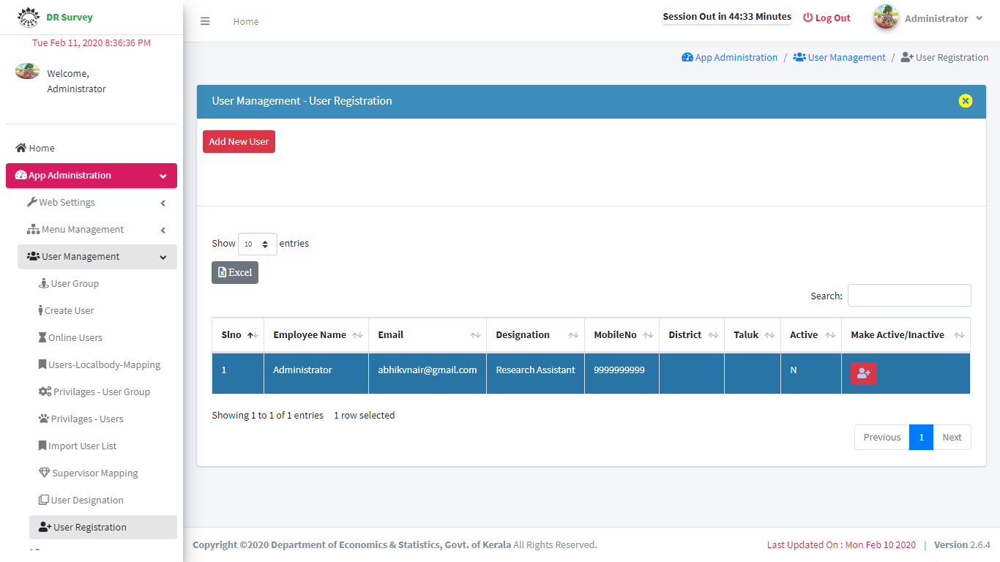 DR Survey
Tue Feb 11, 2020 8:36:36 PM
Welcome,
Administrator
Home
App Administration
Web Settings
Menu Management
User Management
User Group
Create User
Online Users
Users-Localbody-Mapping
Privilages - User Group
Privilages - Users
Import User List
Supervisor Mapping
User Designation
User Registration
Home
Session Out in 44:33 Minutes
Log Out
Administrator
App Administration / User Management / User Registration
User Management - User Registration
Add New User
Show 10 entries
Excel
Search:
Slno Employee Name Email Designation MobileNo District Taluk Active Make Active/Inactive
1 Administrator abhikvnair@gmail.com Research Assistant 9999999999 N
Showing 1 to 1 of 1 entries 1 row selected
Previous 1 Next
Copyright ©2020 Department of Economics & Statistics, Govt. of Kerala All Rights Reserved.
Last Updated On : Mon Feb 10 2020 | Version 2.6.4